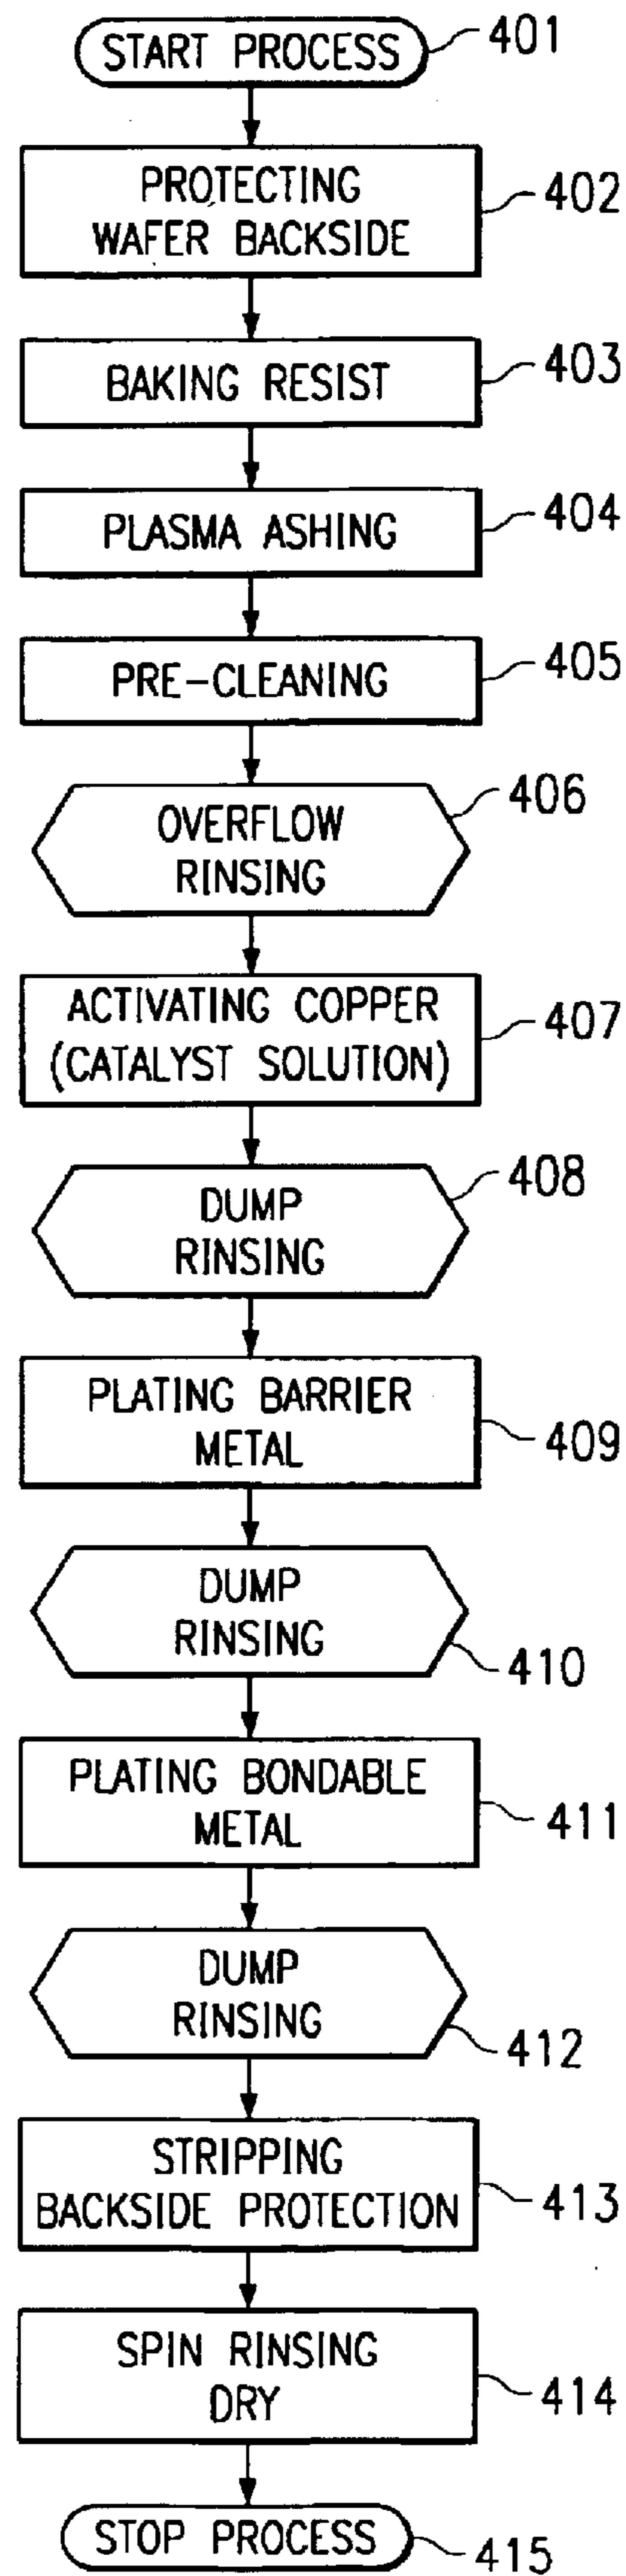 START PROCESS
401
PROTECTING
WAFER BACKSIDE
402
BAKING RESIST
403
PLASMA ASHING
404
PRE-CLEANING
405
OVERFLOW
RINSING
406
ACTIVATING COPPER
(CATALYST SOLUTION)
407
DUMP
RINSING
408
PLATING BARRIER
METAL
409
DUMP
RINSING
410
PLATING BONDABLE
METAL
411
DUMP
RINSING
412
STRIPPING
BACKSIDE PROTECTION
413
SPIN RINSING
DRY
414
STOP PROCESS
415